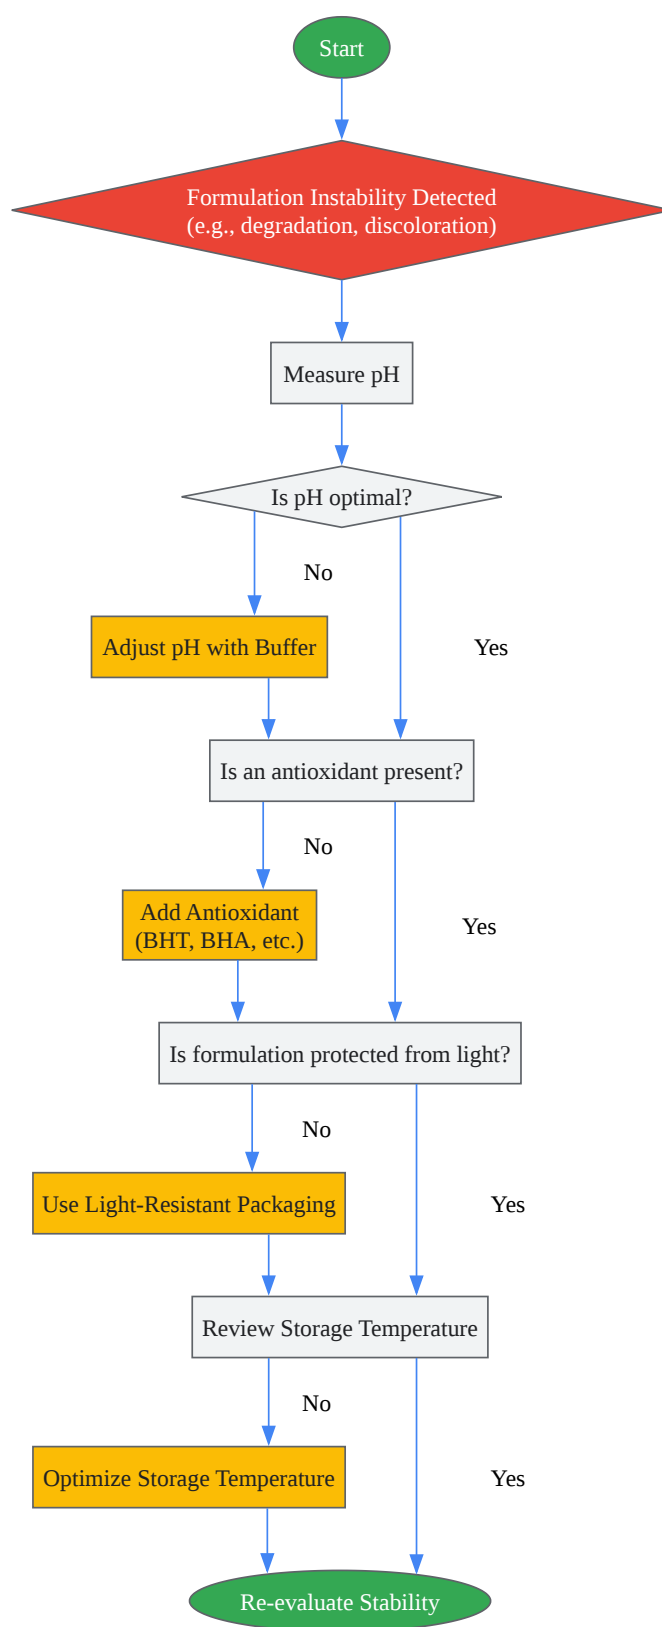 Start
Formulation Instability Detected
(e.g., degradation, discoloration)
Measure pH
Is pH optimal?
No
Adjust pH with Buffer
Yes
Is an antioxidant present?
No
Add Antioxidant
(BHT, BHA, etc.)
Yes
Is formulation protected from light?
No
Use Light-Resistant Packaging
Yes
Review Storage Temperature
No
Optimize Storage Temperature
Yes
Re-evaluate Stability